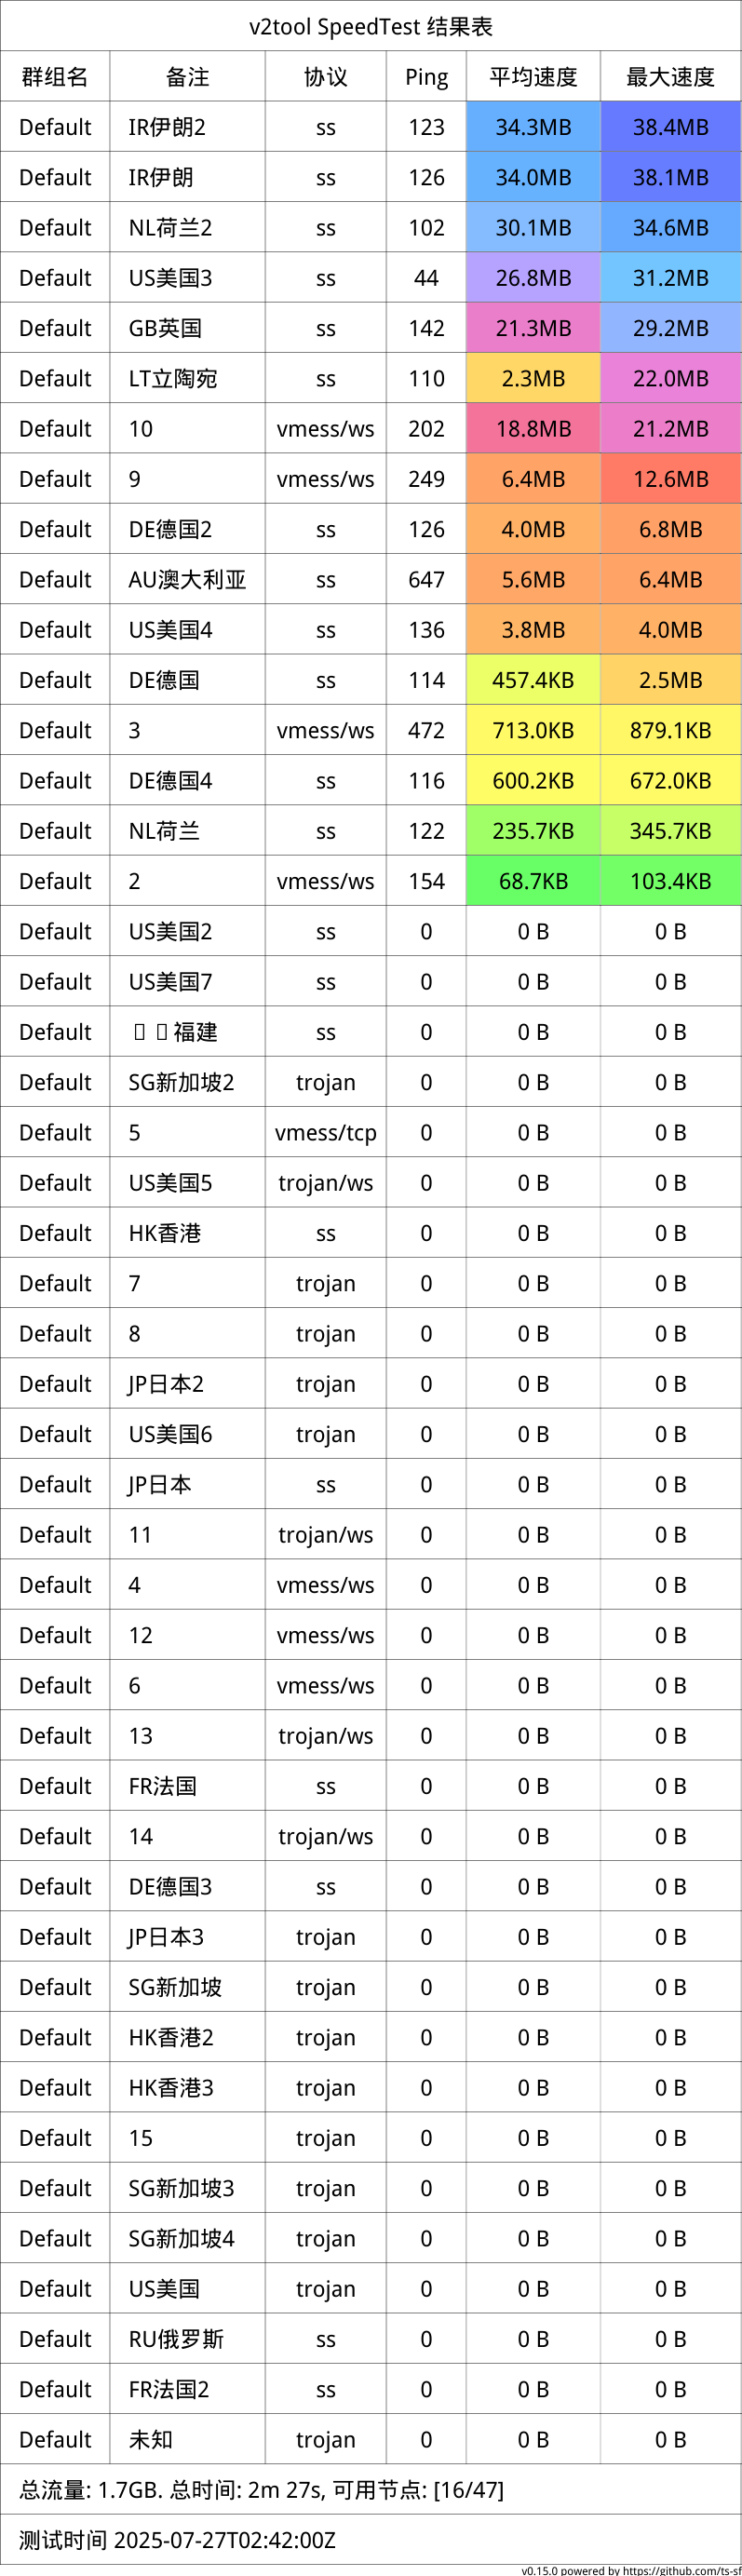 v2tool SpeedTest 结果表
群组名 备注 协议 Ping 平均速度 最大速度
Default IR伊朗2 ss 123 34.3MB 38.4MB
Default IR伊朗 ss 126 34.0MB 38.1MB
Default NL荷兰2 ss 102 30.1MB 34.6MB
Default US美国3 ss 44 26.8MB 31.2MB
Default GB英国 ss 142 21.3MB 29.2MB
Default LT立陶宛 ss 110 2.3MB 22.0MB
Default 10 vmess/ws 202 18.8MB 21.2MB
Default 9 vmess/ws 249 6.4MB 12.6MB
Default DE德国2 ss 126 4.0MB 6.8MB
Default AU澳大利亚 ss 647 5.6MB 6.4MB
Default US美国4 ss 136 3.8MB 4.0MB
Default DE德国 ss 114 457.4KB 2.5MB
Default 3 vmess/ws 472 713.0KB 879.1KB
Default DE德国4 ss 116 600.2KB 672.0KB
Default NL荷兰 ss 122 235.7KB 345.7KB
Default 2 vmess/ws 154 68.7KB 103.4KB
Default US美国2 ss 0 0 B 0 B
Default US美国7 ss 0 0 B 0 B
Default 福建 ss 0 0 B 0 B
Default SG新加坡2 trojan 0 0 B 0 B
Default 5 vmess/tcp 0 0 B 0 B
Default US美国5 trojan/ws 0 0 B 0 B
Default HK香港 ss 0 0 B 0 B
Default 7 trojan 0 0 B 0 B
Default 8 trojan 0 0 B 0 B
Default JP日本2 trojan 0 0 B 0 B
Default US美国6 trojan 0 0 B 0 B
Default JP日本 ss 0 0 B 0 B
Default 11 trojan/ws 0 0 B 0 B
Default 4 vmess/ws 0 0 B 0 B
Default 12 vmess/ws 0 0 B 0 B
Default 6 vmess/ws 0 0 B 0 B
Default 13 trojan/ws 0 0 B 0 B
Default FR法国 ss 0 0 B 0 B
Default 14 trojan/ws 0 0 B 0 B
Default DE德国3 ss 0 0 B 0 B
Default JP日本3 trojan 0 0 B 0 B
Default SG新加坡 trojan 0 0 B 0 B
Default HK香港2 trojan 0 0 B 0 B
Default HK香港3 trojan 0 0 B 0 B
Default 15 trojan 0 0 B 0 B
Default SG新加坡3 trojan 0 0 B 0 B
Default SG新加坡4 trojan 0 0 B 0 B
Default US美国 trojan 0 0 B 0 B
Default RU俄罗斯 ss 0 0 B 0 B
Default FR法国2 ss 0 0 B 0 B
Default 未知 trojan 0 0 B 0 B
总流量: 1.7GB. 总时间: 2m 27s, 可用节点: [16/47]
测试时间 2025-07-27T02:42:00Z
v0.15.0 powered by https://github.com/ts-sf